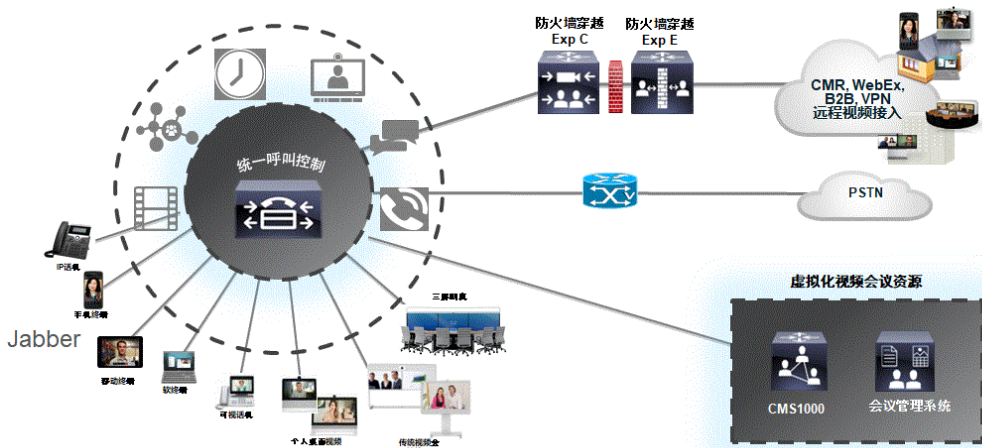 防火墙穿越
Exp C
防火墙穿越
Exp E
CMR, WebEx,
B2B, VPN
远程视频接入
统一呼叫控制
PSTN
IP话机
手机终端
Jabber
移动终端
软终端
可视话机
个人桌面视频
传统视频会
三屏网真
虚拟化视频会议资源
CMS1000
会议管理系统